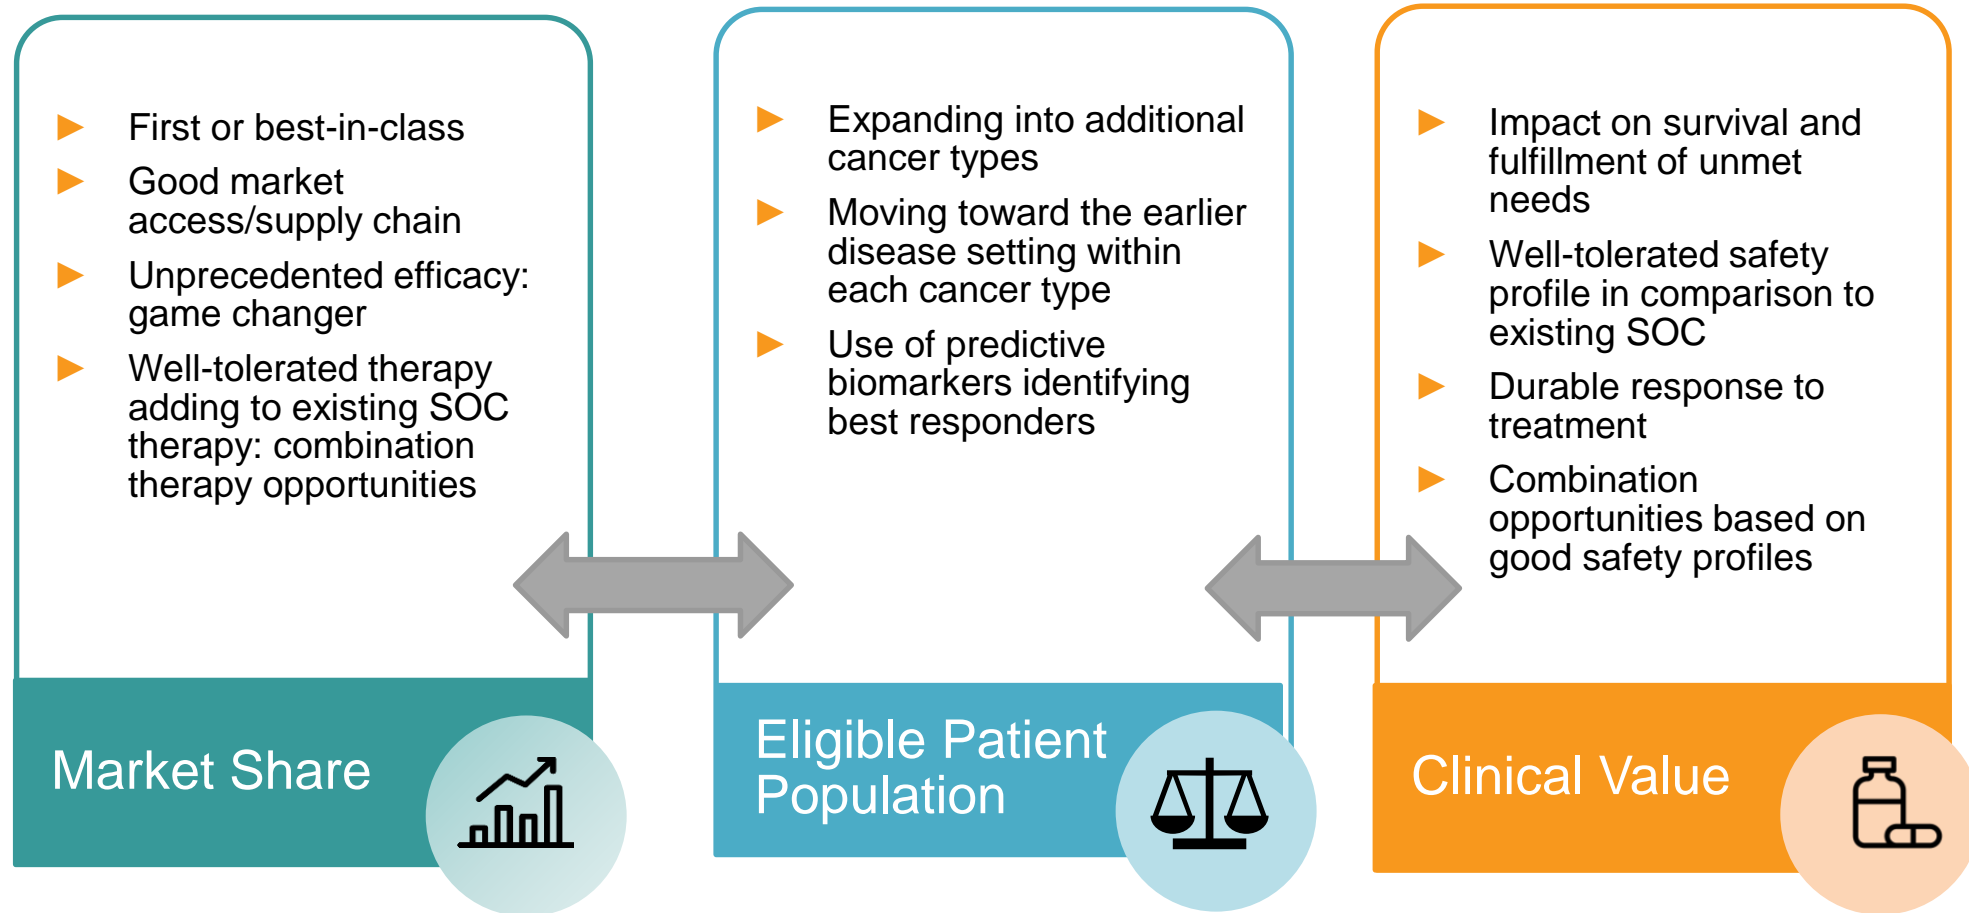 First or best-in-class
Good market
access/supply chain
Unprecedented efficacy:
game changer
Well-tolerated therapy
adding to existing SOC
therapy: combination
therapy opportunities
Market Share
Expanding into additional
cancer types
Moving toward the earlier
disease setting within
each cancer type
Use of predictive
biomarkers identifying
best responders
Eligible Patient
Population
Impact on survival and
fulfillment of unmet
needs
Well-tolerated safety
profile in comparison to
existing SOC
Durable response to
treatment
Combination
opportunities based on
good safety profiles
Clinical Value